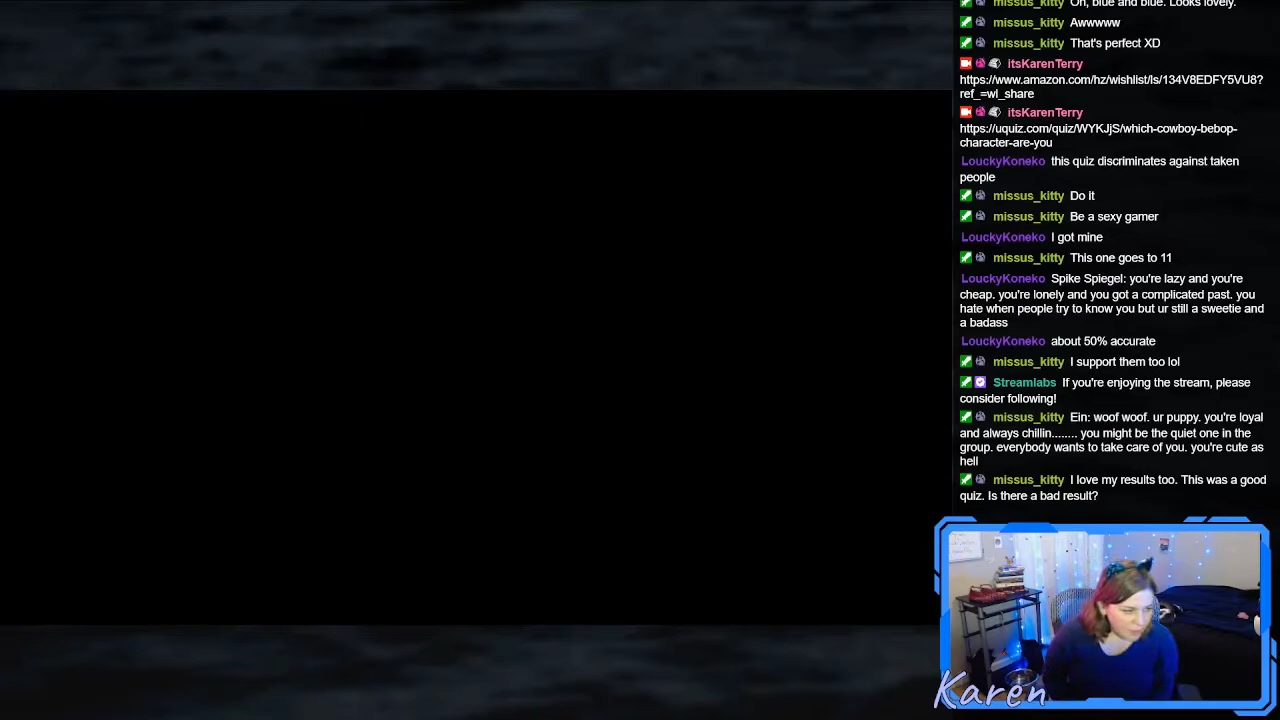 missus_kitty Oh, blue and blue. Looks lovely.
missus_kitty Awwwww
missus_kitty That's perfect XD
itsKarenTerry
https://www.amazon.com/hz/wishlist/ls/134V8EDFY5VU8?
ref_=wl_share
itsKarenTerry
https://uquiz.com/quiz/WYKJjS/which-cowboy-bebop-
character-are-you
LouckyKoneko this quiz discriminates against taken
people
missus_kitty Do it
missus_kitty Be a sexy gamer
LouckyKoneko I got mine
missus_kitty This one goes to 11
LouckyKoneko Spike Spiegel: you're lazy and you're
cheap. you're lonely and you got a complicated past. you
hate when people try to know you but ur still a sweetie and
a badass
LouckyKoneko about 50% accurate
missus_kitty I support them too lol
Streamlabs If you're enjoying the stream, please
consider following!
missus_kitty Ein: woof woof. ur puppy. you're loyal
and always chillin........ you might be the quiet one in the
group. everybody wants to take care of you. you're cute as
hell
missus_kitty I love my results too. This was a good
quiz. Is there a bad result?
Karen